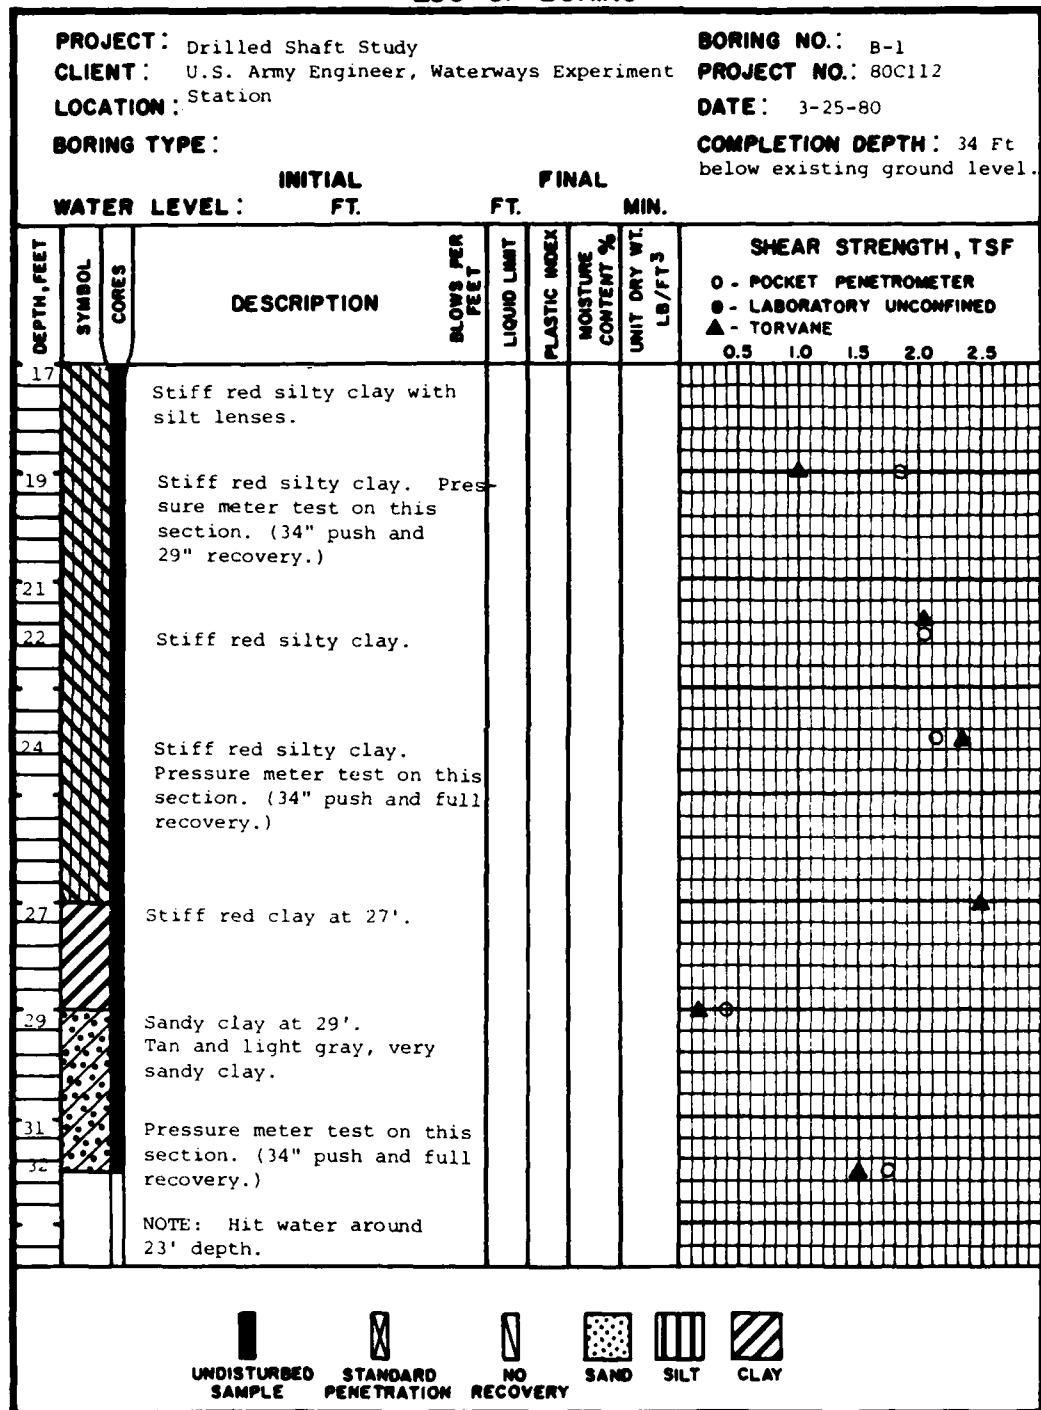 PROJECT: Drilled Shaft Study
BORING NO.: B-1
CLIENT: U.S. Army Engineer, Waterways Experiment
PROJECT NO.: 80C112
LOCATION: Station
DATE: 3-25-80
BORING TYPE:
COMPLETION DEPTH: 34 Ft
below existing ground level.
INITIAL FINAL
WATER LEVEL: FT. FT. MIN.
DEPTH, FEET
SYMBOL
CORES
DESCRIPTION
BLOWS PER
FEET
LIQUID LIMIT
PLASTIC INDEX
MOISTURE
CONTENT %
UNIT DRY WT.
LB/FT3
SHEAR STRENGTH, TSF
O - POCKET PENETROMETER
● - LABORATORY UNCONFINED
▲ - TORVANE
0.5 1.0 1.5 2.0 2.5
17
Stiff red silty clay with
silt lenses.
19
Stiff red silty clay. Pres-
sure meter test on this
section. (34" push and
29" recovery.)
21
22
Stiff red silty clay.
24
Stiff red silty clay.
Pressure meter test on this
section. (34" push and full
recovery.)
27
Stiff red clay at 27'.
29
Sandy clay at 29'.
Tan and light gray, very
sandy clay.
31
Pressure meter test on this
32
section. (34" push and full
recovery.)
NOTE: Hit water around
23' depth.
UNDISTURBED
SAMPLE
STANDARD
PENETRATION
NO
RECOVERY
SAND
SILT
CLAY